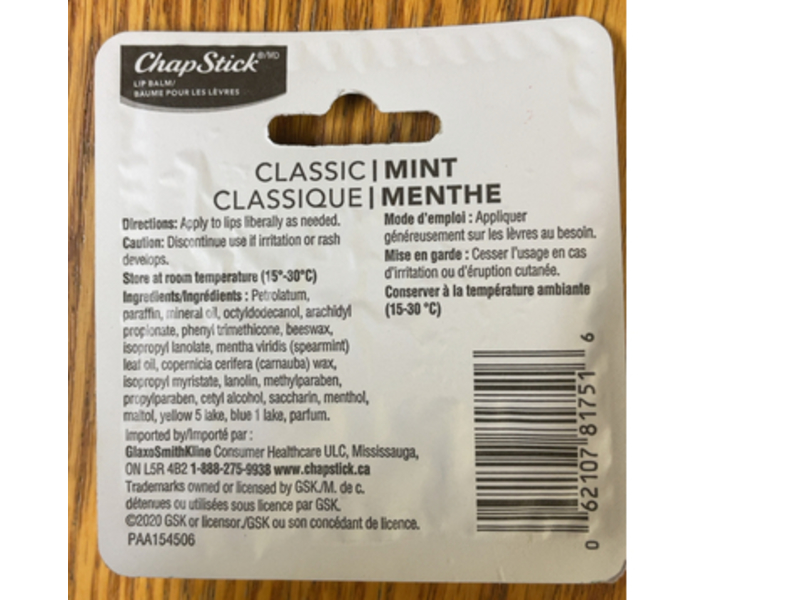 ChapStick®/MD
LIP BALM/
BAUME POUR LES LÈVRES
CLASSIC | MINT
CLASSIQUE | MENTHE
Directions: Apply to lips liberally as needed.
Caution: Discontinue use if irritation or rash
develops.
Store at room temperature (15°-30°C)
Ingredients/Ingrédients : Petrolatum,
paraffin, mineral oil, octyldodecanol, arachidyl
propionate, phenyl trimethicone, beeswax,
isopropyl lanolate, mentha viridis (spearmint)
leaf oil, copernicia cerifera (carnauba) wax,
isopropyl myristate, lanolin, methylparaben,
propylparaben, cetyl alcohol, saccharin, menthol,
maltol, yellow 5 lake, blue 1 lake, parfum.
Imported by/Importé par :
GlaxoSmithKline Consumer Healthcare ULC, Mississauga,
ON L5R 4B2 1-888-275-9938 www.chapstick.ca
Trademarks owned or licensed by GSK./M. de c.
détenues ou utilisées sous licence par GSK.
©2020 GSK or licensor./GSK ou son concédant de licence.
PAA154506
Mode d'emploi : Appliquer
généreusement sur les lèvres au besoin.
Mise en garde : Cesser l'usage en cas
d'irritation ou d'éruption cutanée.
Conserver à la température ambiante
(15-30 °C)
0 62107 81751 6